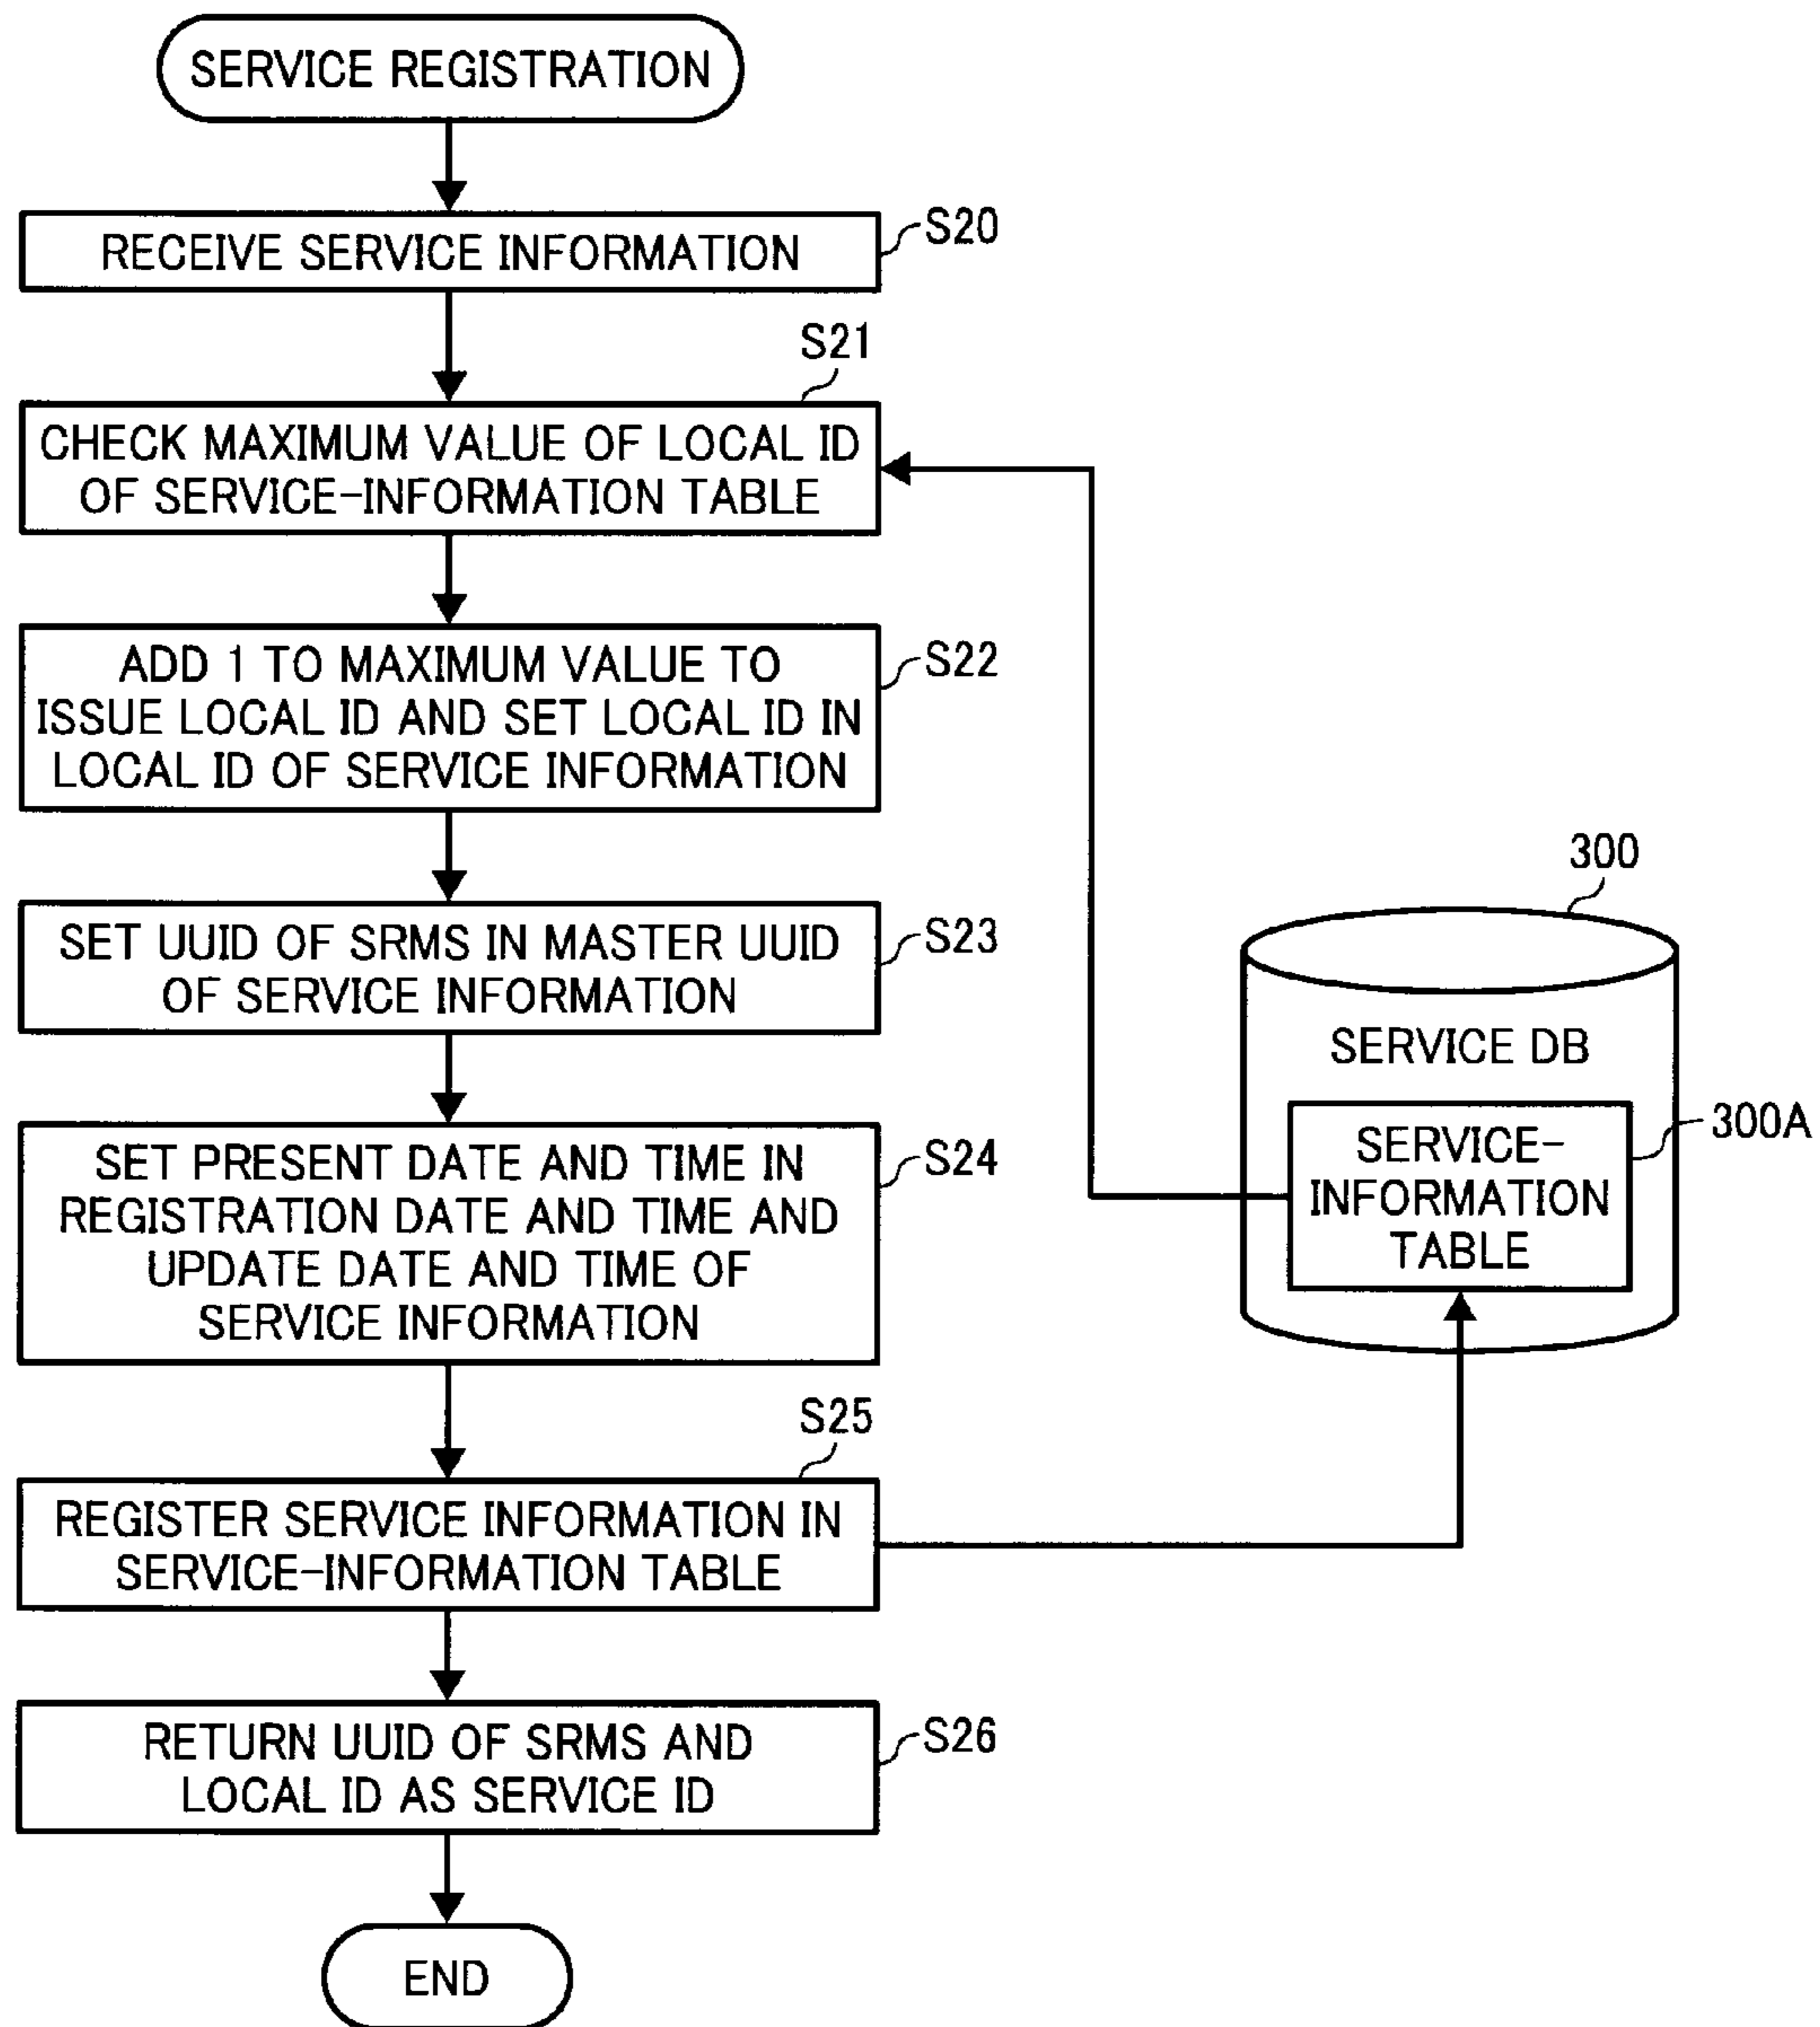 SERVICE REGISTRATION
RECEIVE SERVICE INFORMATION
S20
S21
CHECK MAXIMUM VALUE OF LOCAL ID
OF SERVICE-INFORMATION TABLE
ADD 1 TO MAXIMUM VALUE TO
ISSUE LOCAL ID AND SET LOCAL ID IN
LOCAL ID OF SERVICE INFORMATION
S22
SET UUID OF SRMS IN MASTER UUID
OF SERVICE INFORMATION
S23
SET PRESENT DATE AND TIME IN
REGISTRATION DATE AND TIME AND
UPDATE DATE AND TIME OF
SERVICE INFORMATION
S24
S25
REGISTER SERVICE INFORMATION IN
SERVICE-INFORMATION TABLE
RETURN UUID OF SRMS AND
LOCAL ID AS SERVICE ID
S26
END
300
SERVICE DB
300A
SERVICE-
INFORMATION
TABLE